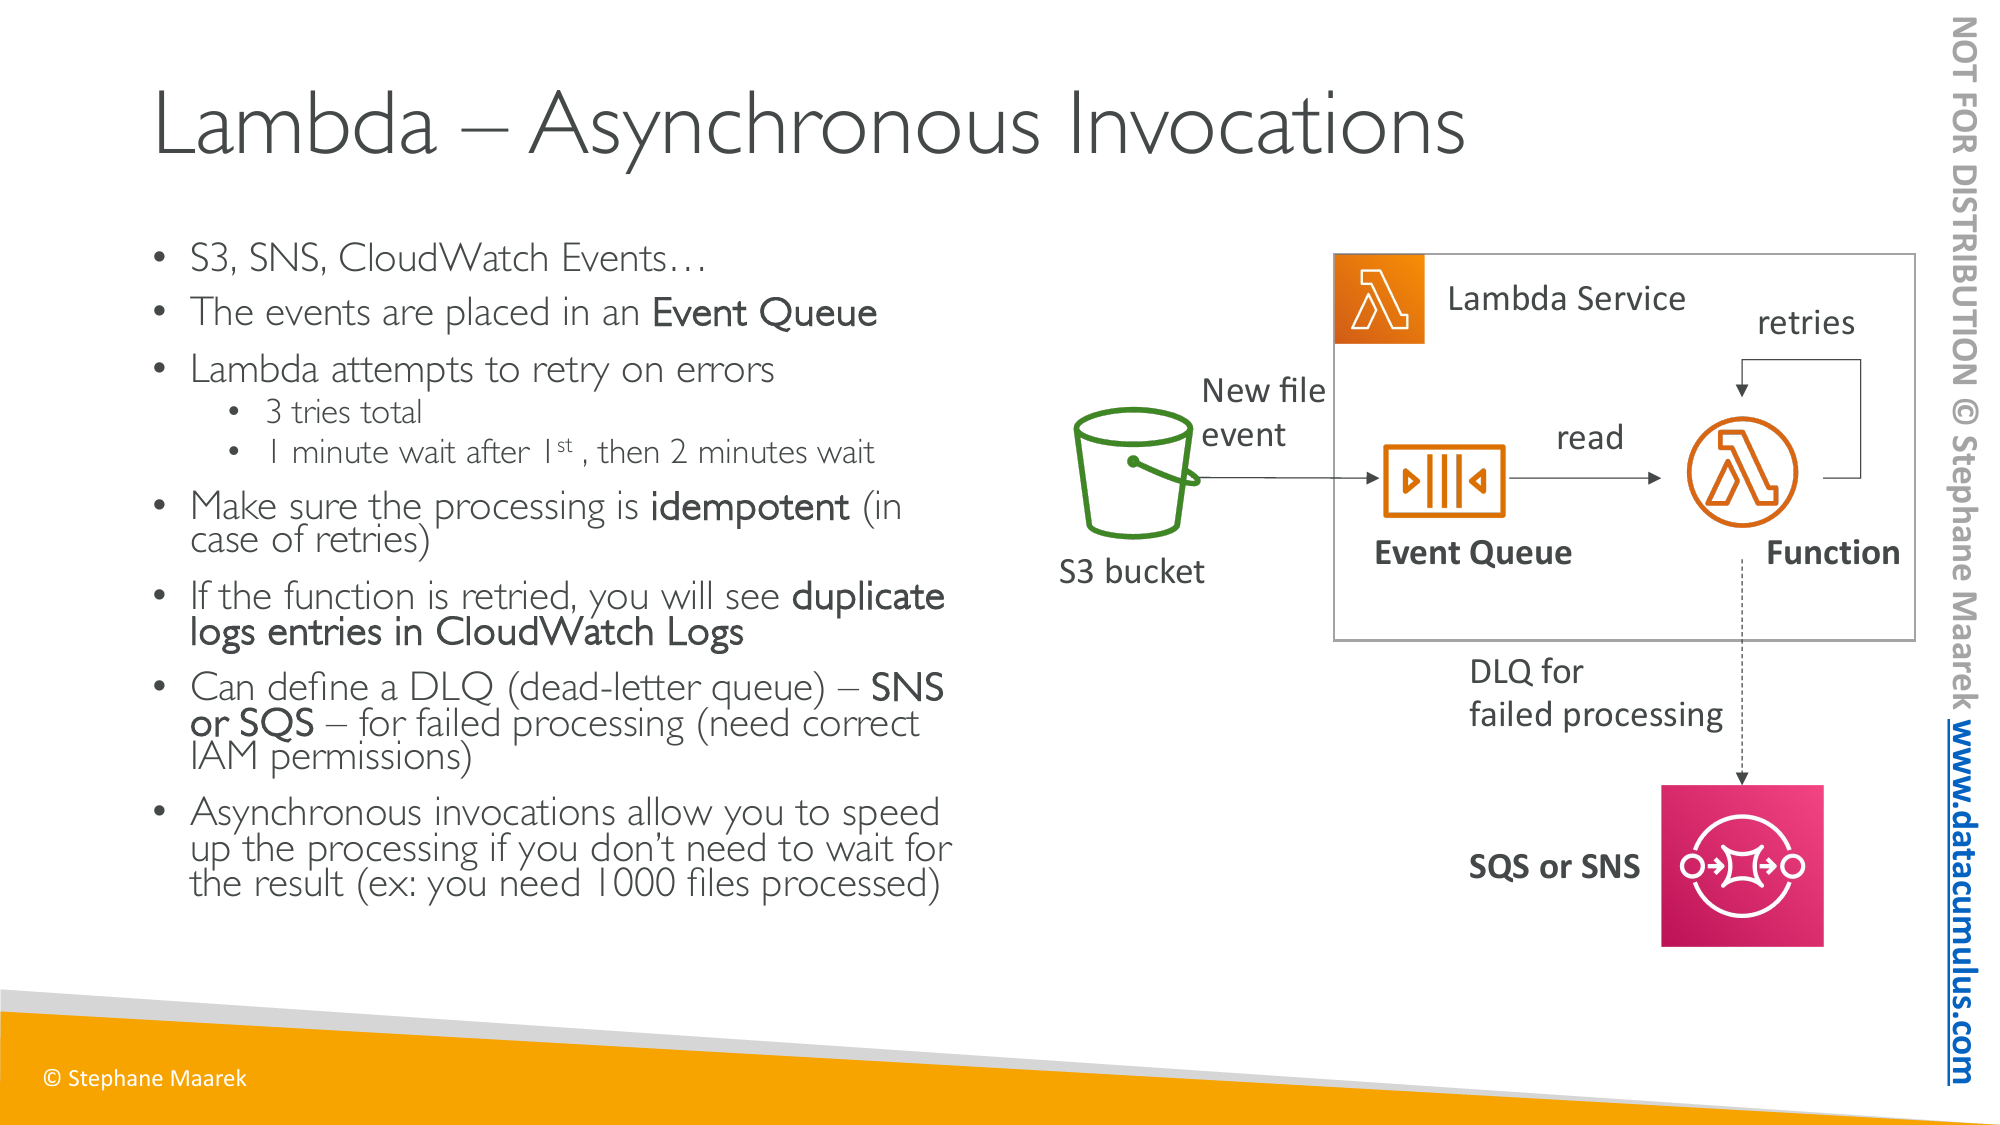 Lambda – Asynchronous Invocations
• S3, SNS, CloudWatch Events…
• The events are placed in an Event Queue
• Lambda attempts to retry on errors
• 3 tries total
• 1 minute wait after 1st , then 2 minutes wait
• Make sure the processing is idempotent (in
case of retries)
• If the function is retried, you will see duplicate
logs entries in CloudWatch Logs
• Can define a DLQ (dead-letter queue) – SNS
or SQS – for failed processing (need correct
IAM permissions)
• Asynchronous invocations allow you to speed
up the processing if you don’t need to wait for
the result (ex: you need 1000 files processed)
Lambda Service
retries
New file
event
read
S3 bucket
Event Queue
Function
DLQ for
failed processing
SQS or SNS
© Stephane Maarek
NOT FOR DISTRIBUTION © Stephane Maarek www.datacumulus.com